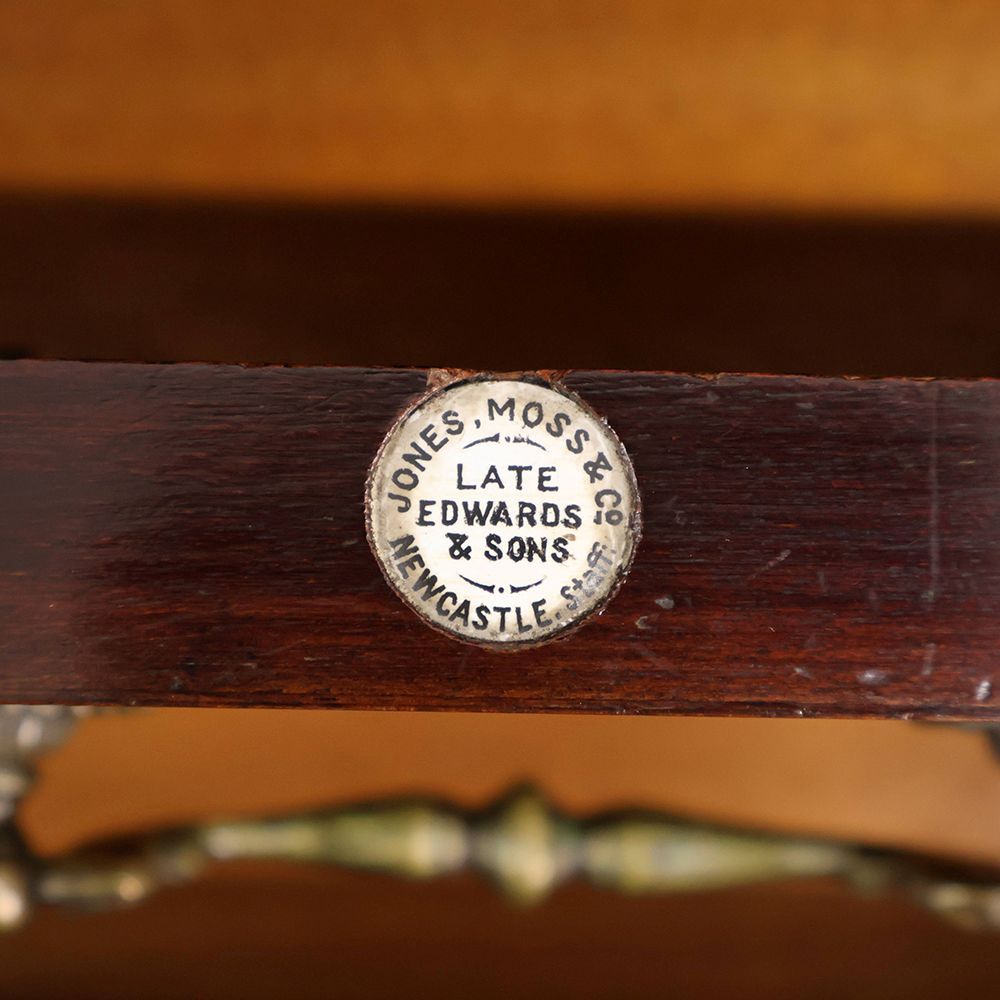 JONES, MOSS & Co.
LATE
EDWARDS
& SONS
NEWCASTLE. Staff: